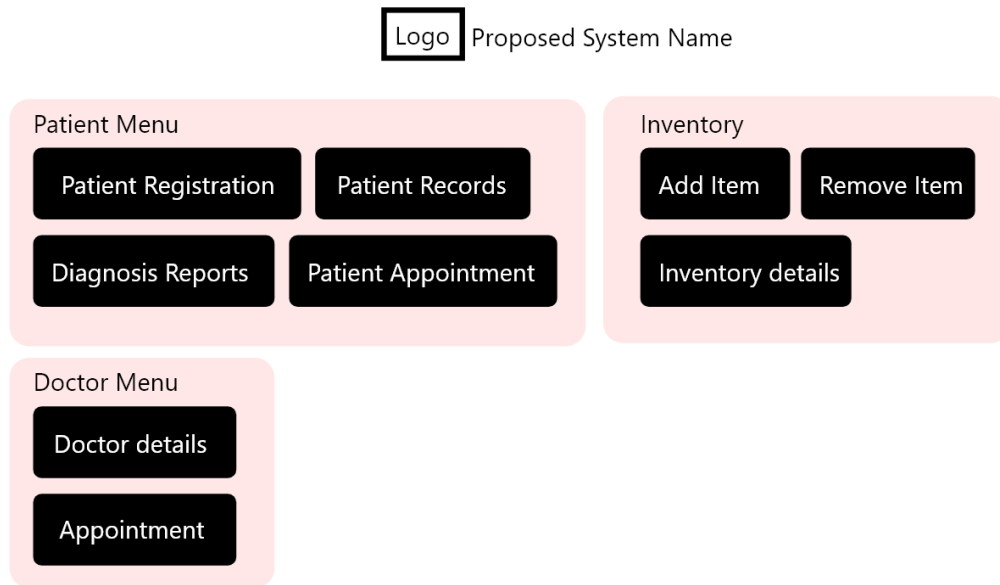 Logo Proposed System Name
Patient Menu
Patient Registration
Patient Records
Diagnosis Reports
Patient Appointment
Inventory
Add Item
Remove Item
Inventory details
Doctor Menu
Doctor details
Appointment